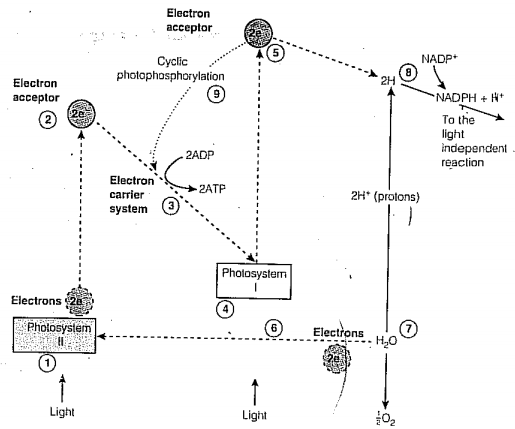 Electron
acceptor
2e⁻
5
Cyclic
photophosphorylation
9
NADP⁺
8
2H
NADPH + H⁺
To the
light
independent
reaction
Electron
acceptor
2
2e⁻
2ADP
2ATP
Electron
carrier
system
3
2H⁺ (protons)
Photosystem
I
4
Electrons
2e⁻
Photosystem
II
1
6
Electrons
2e⁻
7
H₂O
Light
Light
½O₂